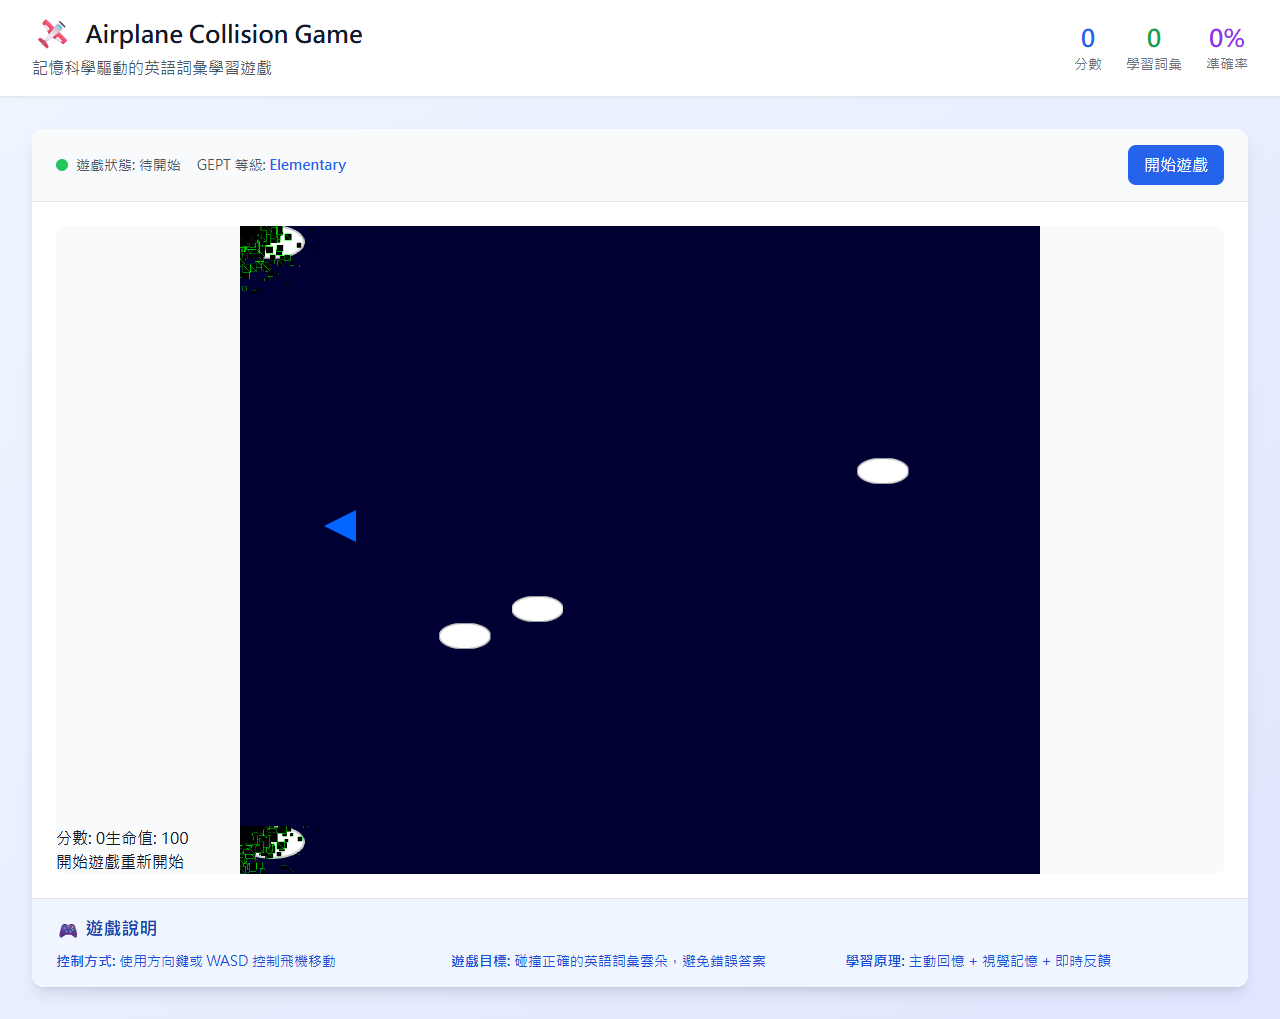 Airplane Collision Game
記憶科學驅動的英語詞彙學習遊戲
0
分數
0
學習詞彙
0%
準確率
遊戲狀態: 待開始
GEPT 等級: Elementary
開始遊戲
分數: 0生命值: 100
開始遊戲重新開始
遊戲說明
控制方式: 使用方向鍵或 WASD 控制飛機移動
遊戲目標: 碰撞正確的英語詞彙雲朵，避免錯誤答案
學習原理: 主動回憶 + 視覺記憶 + 即時反饋